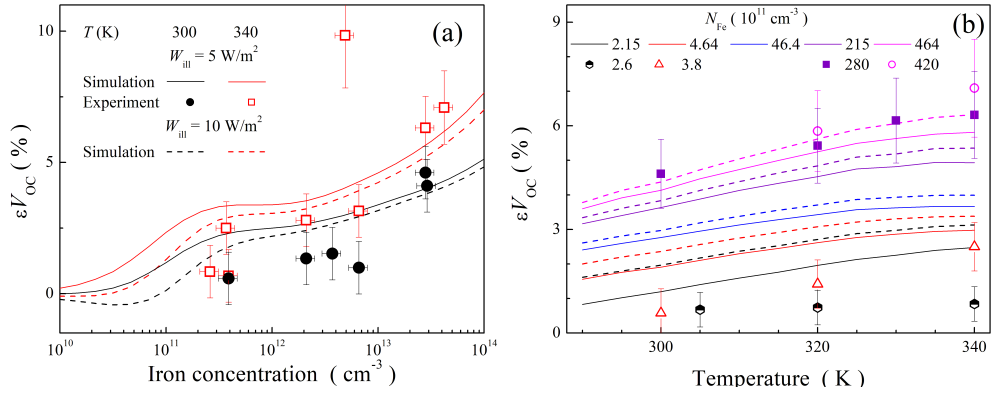 (a)
T (K) 300 340
W_ill = 5 W/m^2
Simulation
Experiment
W_ill = 10 W/m^2
Simulation
εV_OC ( % )
10
5
0
10^10 10^11 10^12 10^13 10^14
Iron concentration ( cm^-3 )
(b)
N_Fe ( 10^11 cm^-3 )
2.15 4.64 46.4 215 464
2.6 3.8 280 420
εV_OC ( % )
9
6
3
0
300 320 340
Temperature ( K )